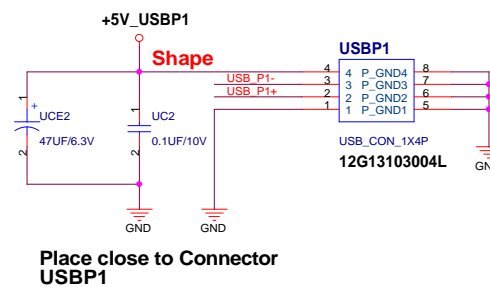 +5V_USBP1
Shape
USBP1
4 4 P_GND4 8
USB_P1- 3 3 P_GND3 7
USB_P1+ 2 2 P_GND2 6
1 1 P_GND1 5
1 + UCE2 2 47UF/6.3V
1 UC2 2 0.1UF/10V
USB_CON_1X4P
12G13103004L
GND
GND
GND
Place close to Connector
USBP1